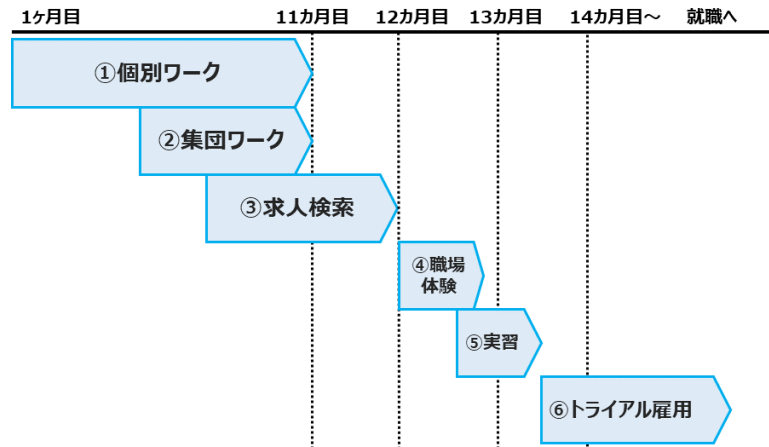 1ヶ月目 11カ月目 12カ月目 13カ月目 14カ月目～ 就職へ
①個別ワーク
②集団ワーク
③求人検索
④職場
体験
⑤実習
⑥トライアル雇用